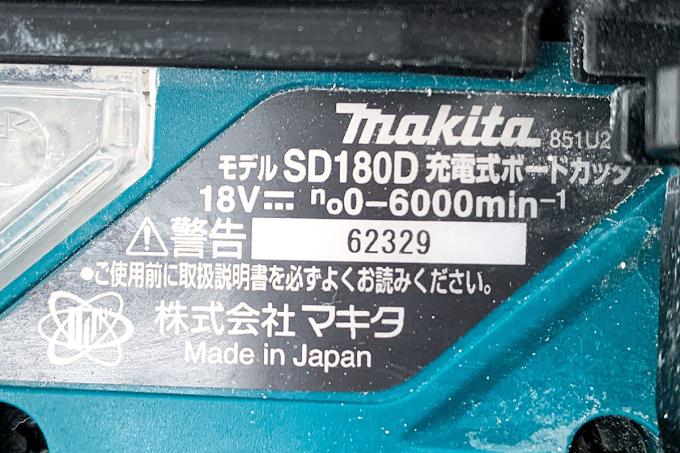 makita 851U2
モデル SD180D 充電式ボードカッタ
18V⎓ no0-6000min-1
⚠警告 62329
•ご使用前に取扱説明書を必ずよくお読みください。
株式会社 マキタ
Made in Japan